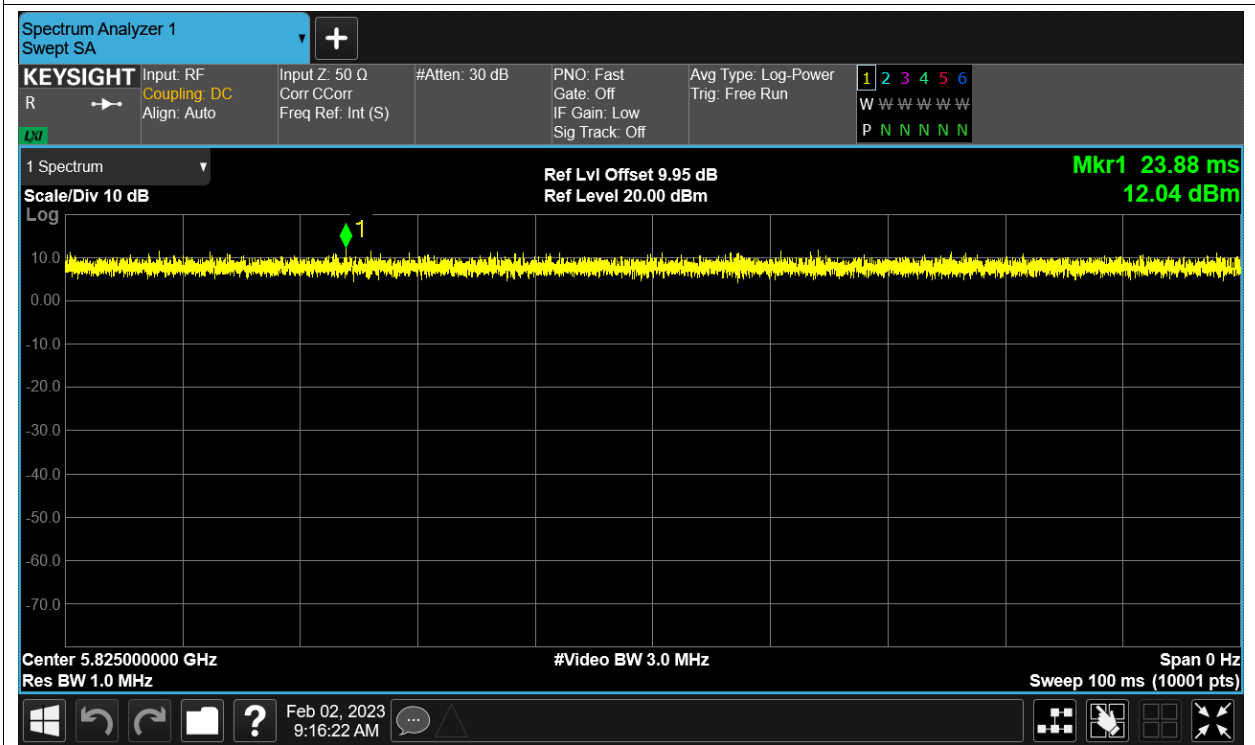 Spectrum Analyzer 1
Swept SA
+
KEYSIGHT Input: RF Input Z: 50 Ω #Atten: 30 dB PNO: Fast Avg Type: Log-Power 1 2 3 4 5 6
R Coupling: DC Corr CCorr Gate: Off Trig: Free Run W W W W W W
Align: Auto Freq Ref: Int (S) IF Gain: Low P N N N N N
LXI Sig Track: Off
1 Spectrum Ref Lvl Offset 9.95 dB Mkr1 23.88 ms
Scale/Div 10 dB Ref Level 20.00 dBm 12.04 dBm
Log
1
10.0
0.00
-10.0
-20.0
-30.0
-40.0
-50.0
-60.0
-70.0
Center 5.825000000 GHz #Video BW 3.0 MHz Span 0 Hz
Res BW 1.0 MHz Sweep 100 ms (10001 pts)
? Feb 02, 2023
9:16:22 AM